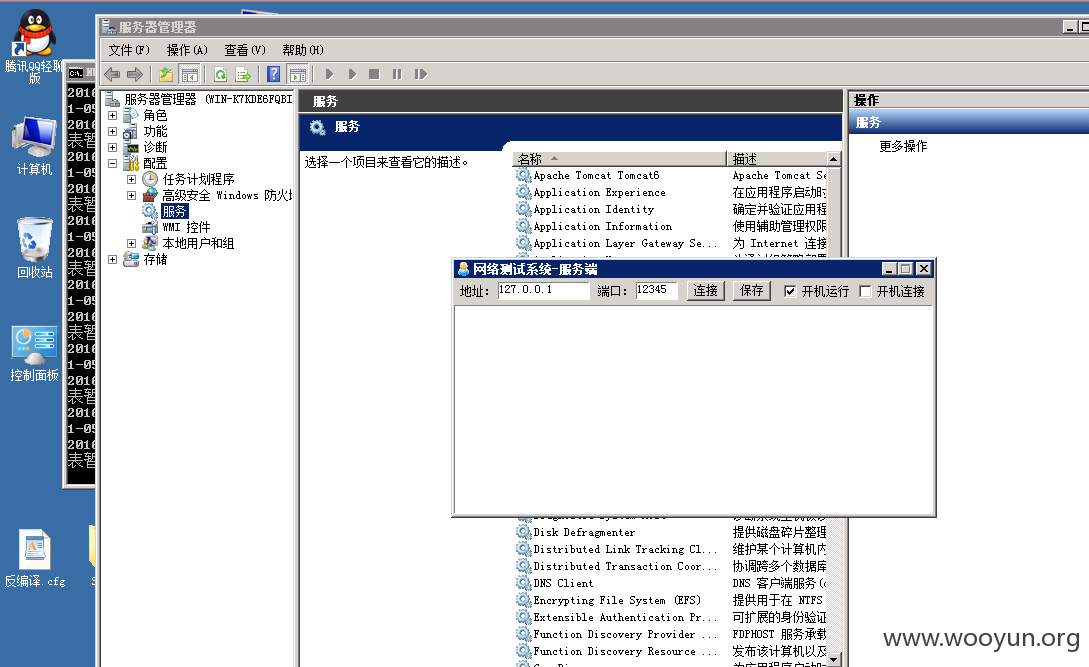 服务器管理器
文件(F) 操作(A) 查看(V) 帮助(H)
腾讯QQ轻聊版
计算机
回收站
控制面板
反编译.cfg
2016
1-05
2016
表暂
2016
1-05
2016
表暂
2016
1-05
2016
表暂
2016
1-05
2016
表暂
2016
1-05
2016
表暂
2016
1-05
2016
表暂
服务器管理器 (WIN-K7KDE6FQBI
角色
功能
诊断
配置
任务计划程序
高级安全 Windows 防火
服务
WMI 控件
本地用户和组
存储
服务
服务
选择一个项目来查看它的描述。
名称 描述
Apache Tomcat Tomcat6 Apache Tomcat Se
Application Experience 在应用程序启动时
Application Identity 确定并验证应用程
Application Information 使用辅助管理权限
Application Layer Gateway Se... 为 Internet 连接
网络测试系统-服务端
地址: 127.0.0.1 端口: 12345 连接 保存 开机运行 开机连接
Disk Defragmenter 提供磁盘碎片整理
Distributed Link Tracking Cl... 维护某个计算机内
Distributed Transaction Coor... 协调跨多个数据库
DNS Client DNS 客户端服务(
Encrypting File System (EFS) 提供用于在 NTFS
Extensible Authentication Pr... 可扩展的身份验证
Function Discovery Provider ... FDPHOST 服务承载
Function Discovery Resource ... 发布该计算机以及
操作
服务
更多操作
www.wooyun.org